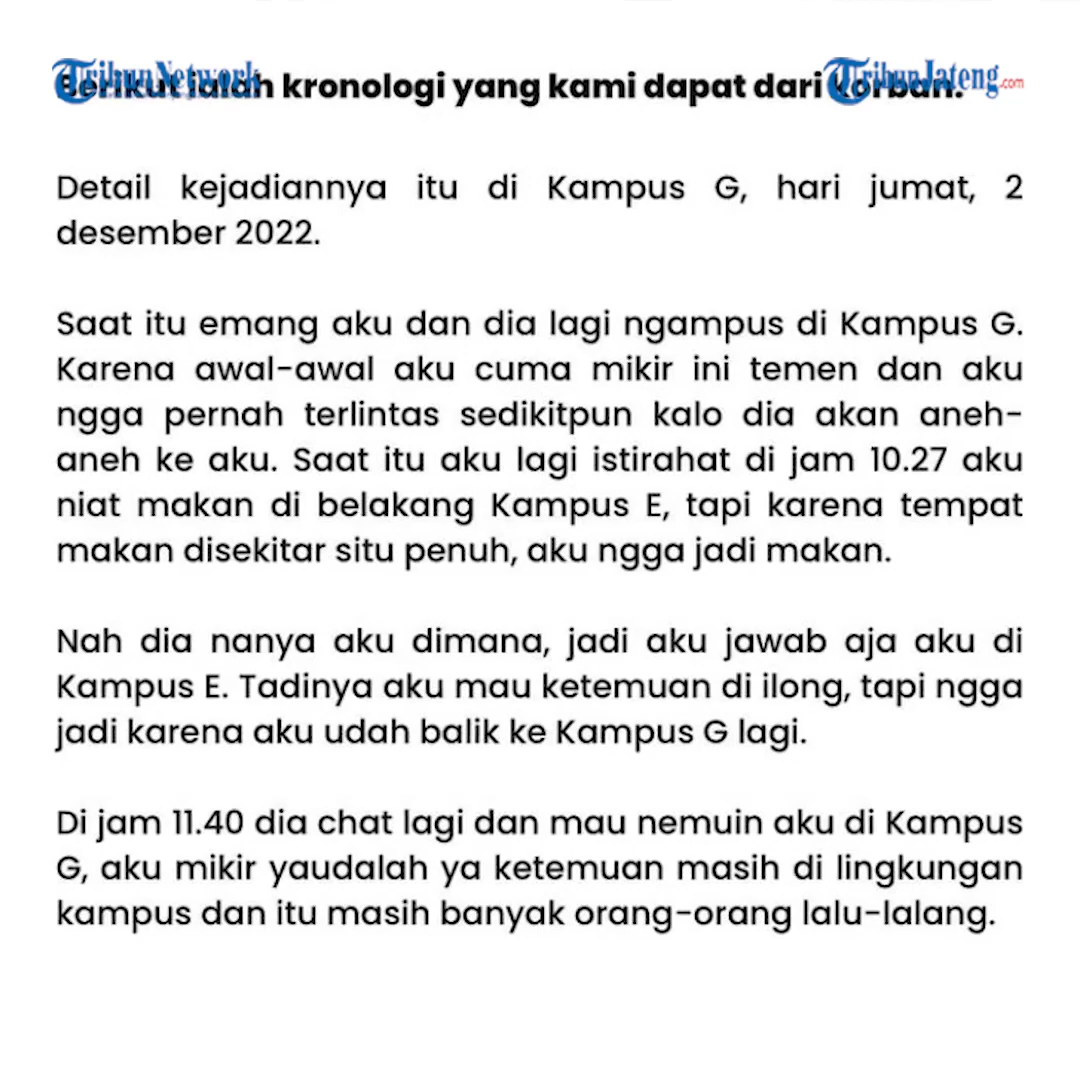 Berikut ialah kronologi yang kami dapat dari korban.
Tribun Network
TribunJateng.com
Detail kejadiannya itu di Kampus G, hari jumat, 2
desember 2022.
Saat itu emang aku dan dia lagi ngampus di Kampus G.
Karena awal-awal aku cuma mikir ini temen dan aku
ngga pernah terlintas sedikitpun kalo dia akan aneh-
aneh ke aku. Saat itu aku lagi istirahat di jam 10.27 aku
niat makan di belakang Kampus E, tapi karena tempat
makan disekitar situ penuh, aku ngga jadi makan.
Nah dia nanya aku dimana, jadi aku jawab aja aku di
Kampus E. Tadinya aku mau ketemuan di ilong, tapi ngga
jadi karena aku udah balik ke Kampus G lagi.
Di jam 11.40 dia chat lagi dan mau nemuin aku di Kampus
G, aku mikir yaudalah ya ketemuan masih di lingkungan
kampus dan itu masih banyak orang-orang lalu-lalang.